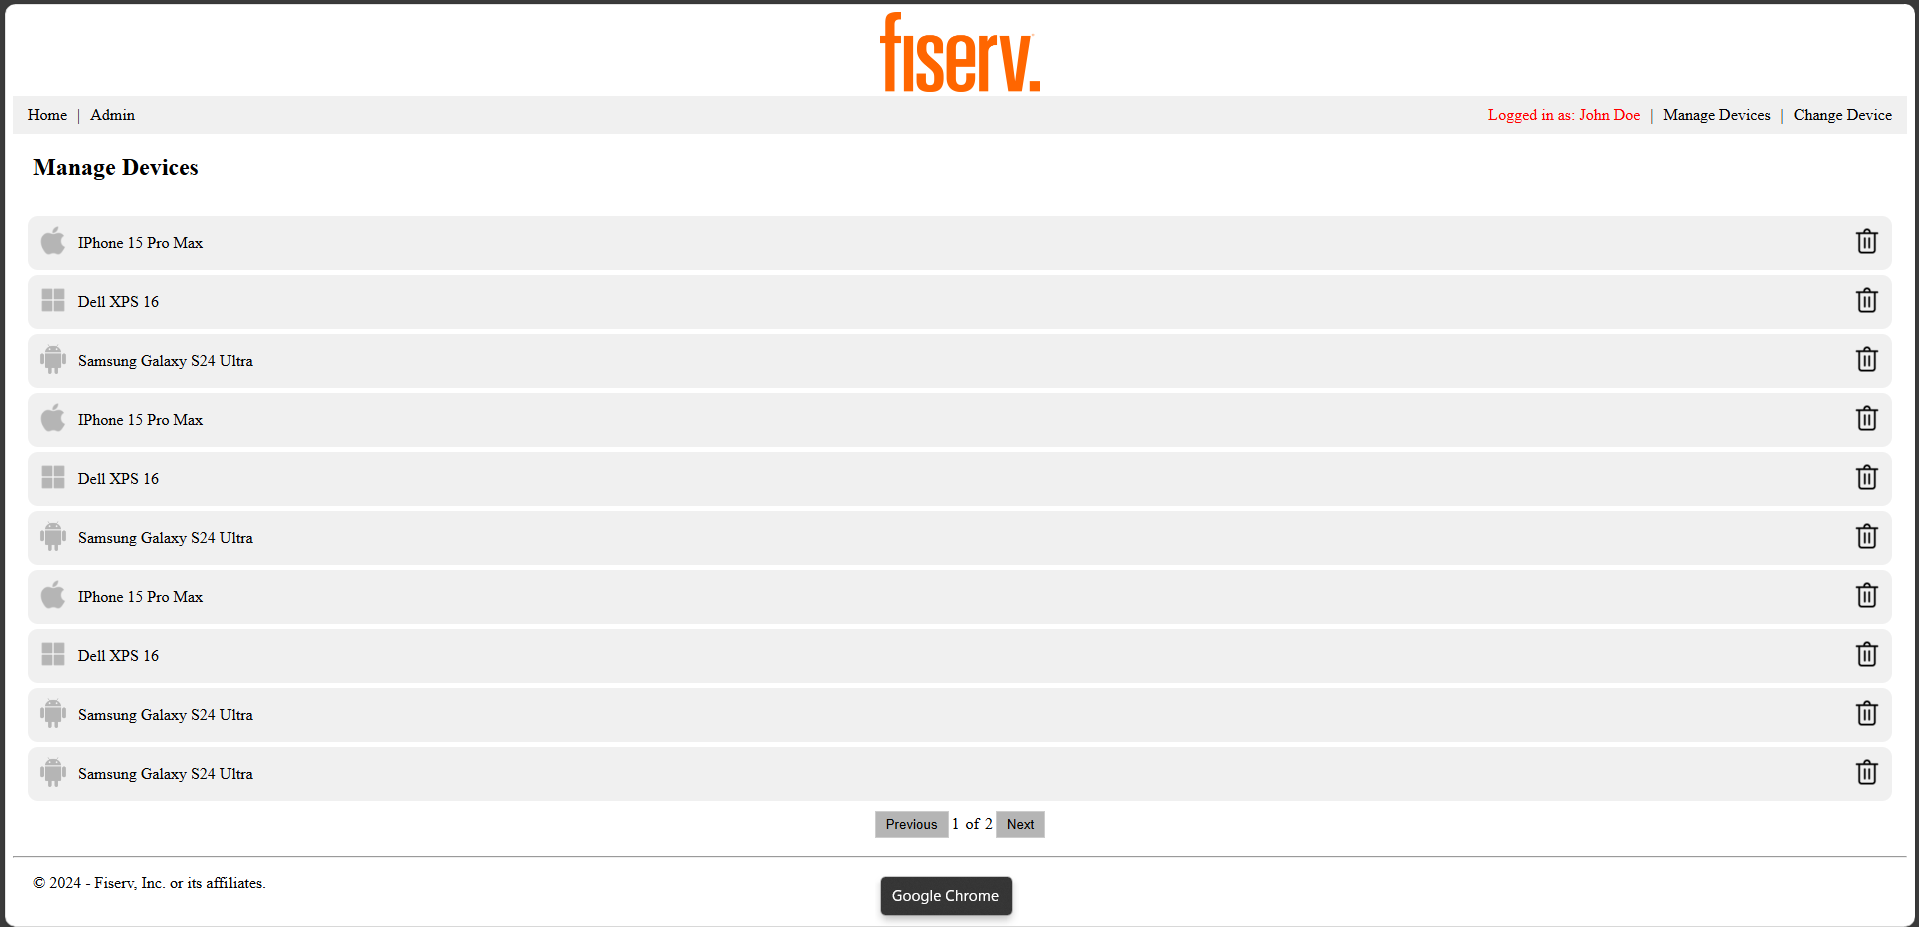 fiserv.
Home | Admin
Logged in as: John Doe | Manage Devices | Change Device
Manage Devices
IPhone 15 Pro Max
Dell XPS 16
Samsung Galaxy S24 Ultra
IPhone 15 Pro Max
Dell XPS 16
Samsung Galaxy S24 Ultra
IPhone 15 Pro Max
Dell XPS 16
Samsung Galaxy S24 Ultra
Samsung Galaxy S24 Ultra
Previous 1 of 2 Next
© 2024 - Fiserv, Inc. or its affiliates.
Google Chrome